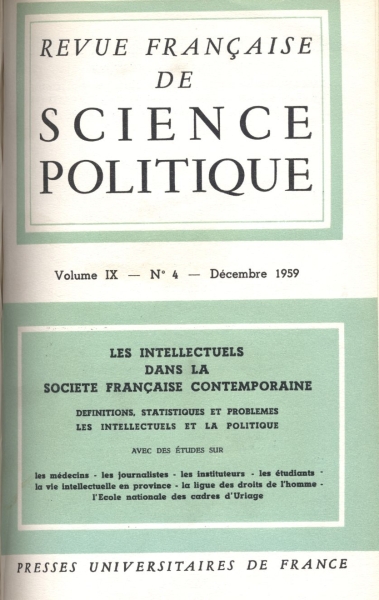 REVUE FRANÇAISE
DE
SCIENCE
POLITIQUE
Volume IX — N° 4 — Décembre 1959
LES INTELLECTUELS
DANS LA
SOCIETE FRANÇAISE CONTEMPORAINE
DEFINITIONS, STATISTIQUES ET PROBLEMES
LES INTELLECTUELS ET LA POLITIQUE
AVEC DES ÉTUDES SUR
les médecins - les journalistes - les instituteurs - les étudiants -
la vie intellectuelle en province - la ligue des droits de l'homme -
l'Ecole nationale des cadres d'Uriage
PRESSES UNIVERSITAIRES DE FRANCE